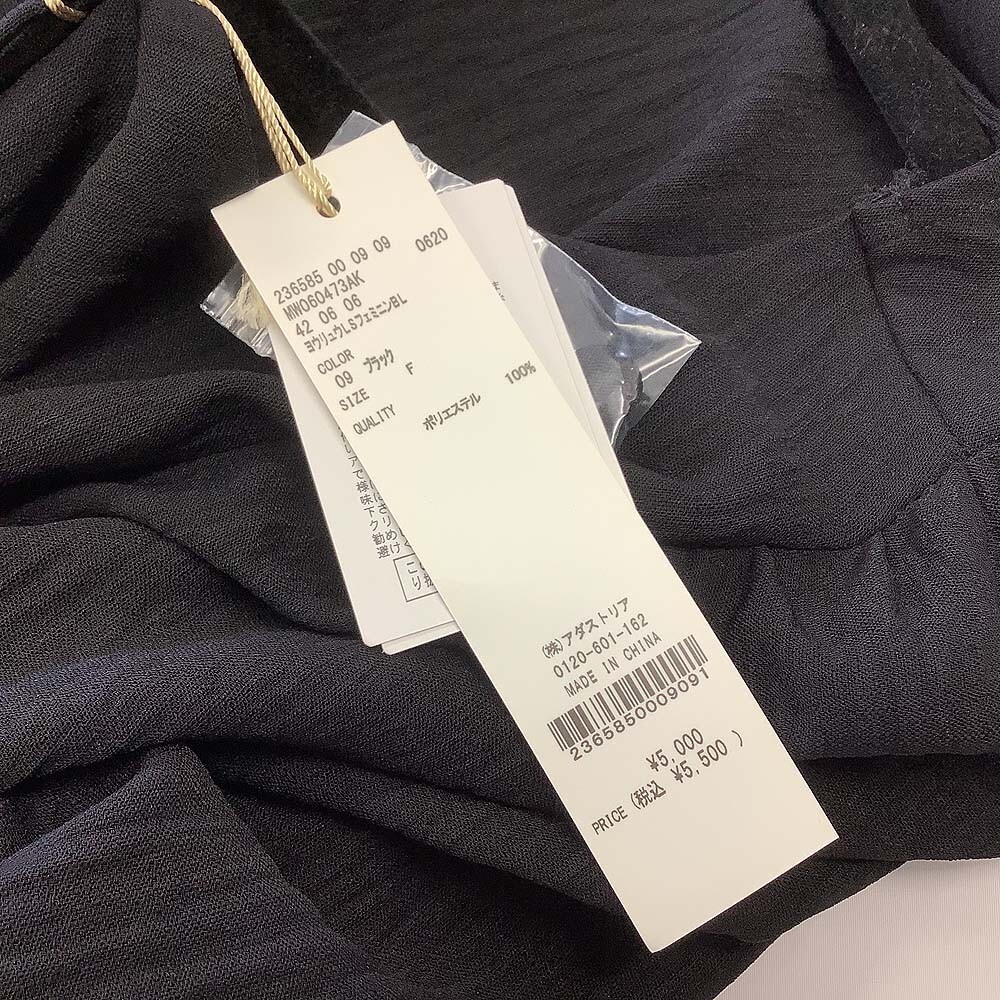 236585 00 09 09 0620
MW060473AK
42 06 06
ﾖｳﾘｭｳLSﾌｪﾐﾆﾝBL
COLOR
09 ﾌﾞﾗｯｸ
SIZE F
QUALITY
ﾎﾟﾘｴｽﾃﾙ 100%
(株)アダストリア
0120-601-162
MADE IN CHINA
2365850009091
¥5,000
PRICE (税込 ¥5,500 )